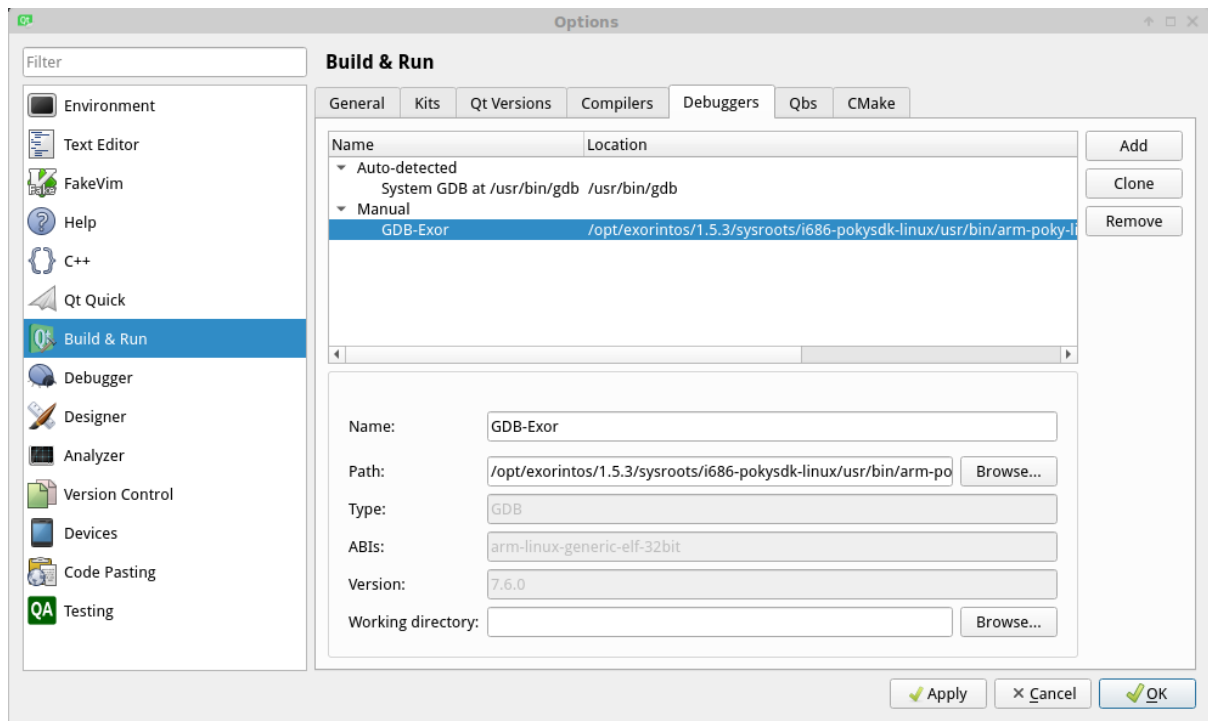 Options
Filter
Build & Run
Environment
Text Editor
FakeVim
Help
C++
Qt Quick
Build & Run
Debugger
Designer
Analyzer
Version Control
Devices
Code Pasting
QA Testing
General Kits Qt Versions Compilers Debuggers Qbs CMake
Name Location
Auto-detected
System GDB at /usr/bin/gdb /usr/bin/gdb
Manual
GDB-Exor /opt/exorintos/1.5.3/sysroots/i686-pokysdk-linux/usr/bin/arm-poky-li
Add
Clone
Remove
Name: GDB-Exor
Path: /opt/exorintos/1.5.3/sysroots/i686-pokysdk-linux/usr/bin/arm-po Browse...
Type: GDB
ABIs: arm-linux-generic-elf-32bit
Version: 7.6.0
Working directory: Browse...
Apply Cancel OK